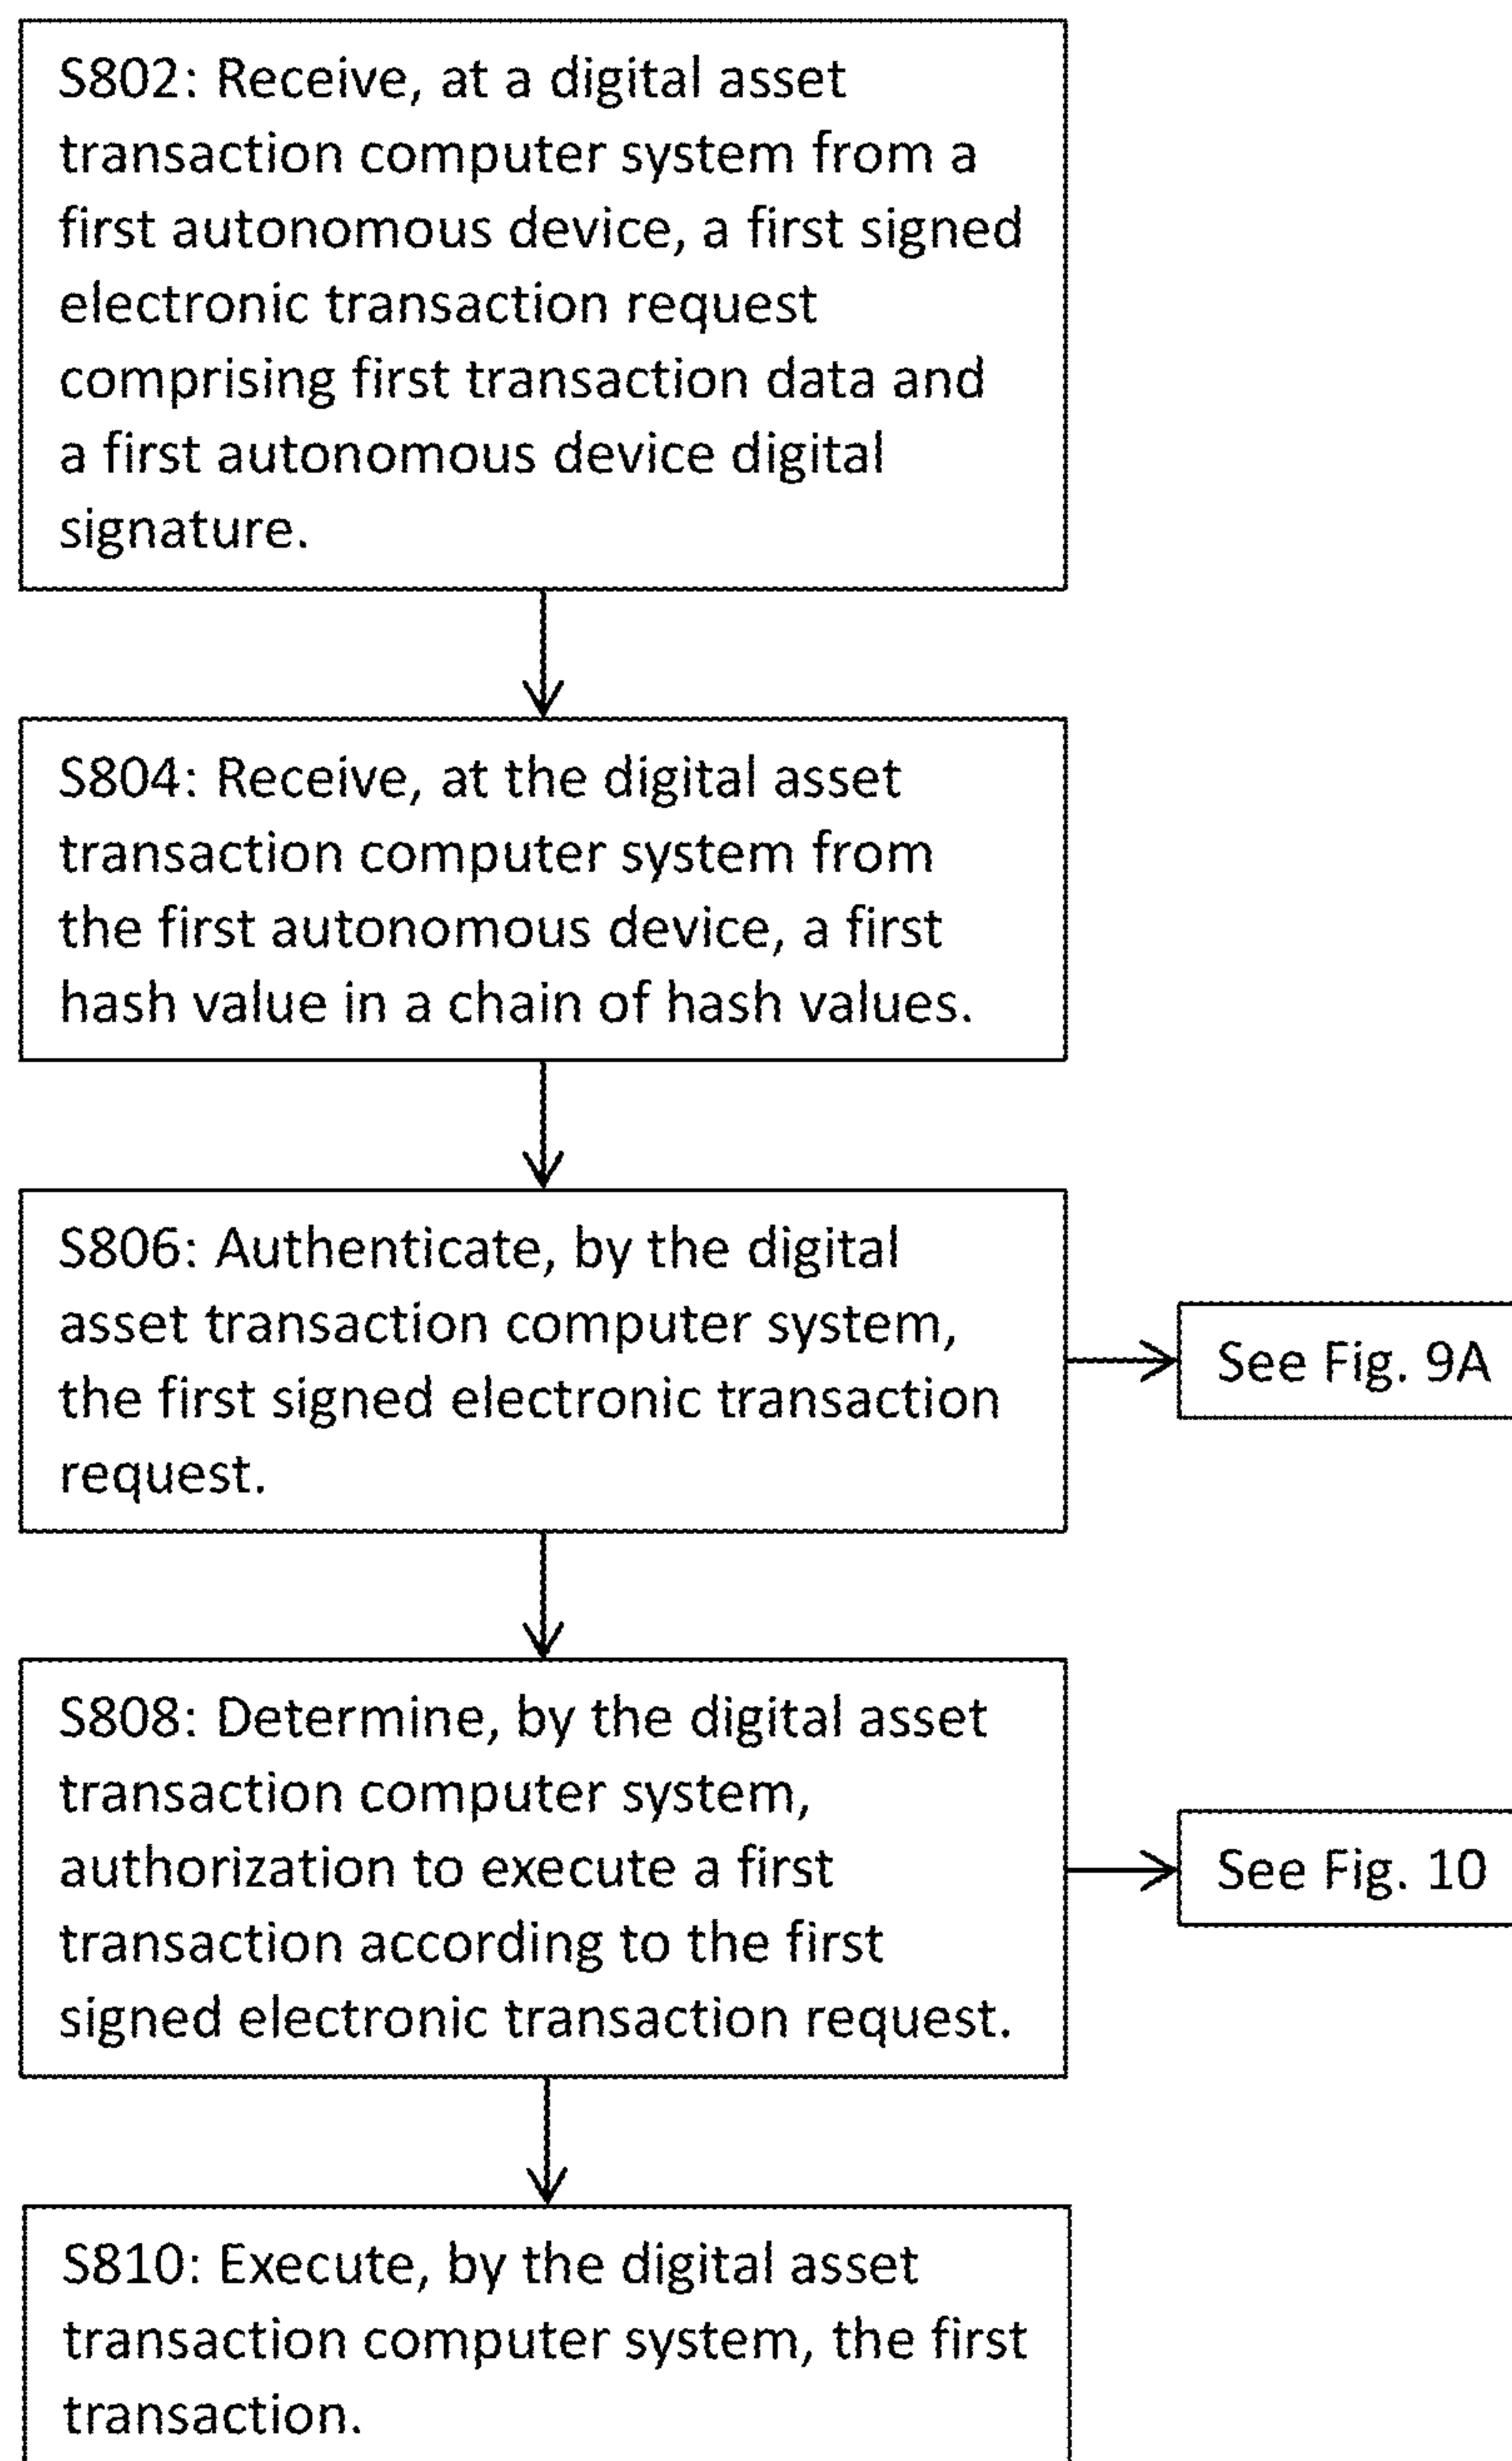 S802: Receive, at a digital asset
transaction computer system from a
first autonomous device, a first signed
electronic transaction request
comprising first transaction data and
a first autonomous device digital
signature.
S804: Receive, at the digital asset
transaction computer system from
the first autonomous device, a first
hash value in a chain of hash values.
S806: Authenticate, by the digital
asset transaction computer system,
the first signed electronic transaction
request.
See Fig. 9A
S808: Determine, by the digital asset
transaction computer system,
authorization to execute a first
transaction according to the first
signed electronic transaction request.
See Fig. 10
S810: Execute, by the digital asset
transaction computer system, the first
transaction.